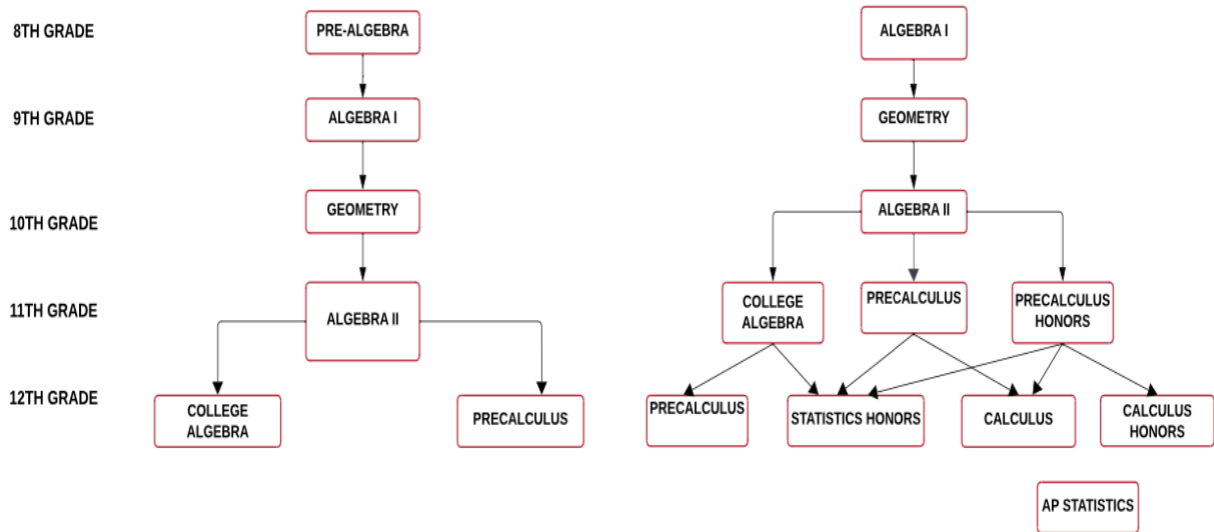 8TH GRADE
PRE-ALGEBRA
ALGEBRA I
9TH GRADE
ALGEBRA I
GEOMETRY
10TH GRADE
GEOMETRY
ALGEBRA II
11TH GRADE
ALGEBRA II
COLLEGE
ALGEBRA
PRECALCULUS
PRECALCULUS
HONORS
12TH GRADE
COLLEGE
ALGEBRA
PRECALCULUS
PRECALCULUS
STATISTICS HONORS
CALCULUS
CALCULUS
HONORS
AP STATISTICS